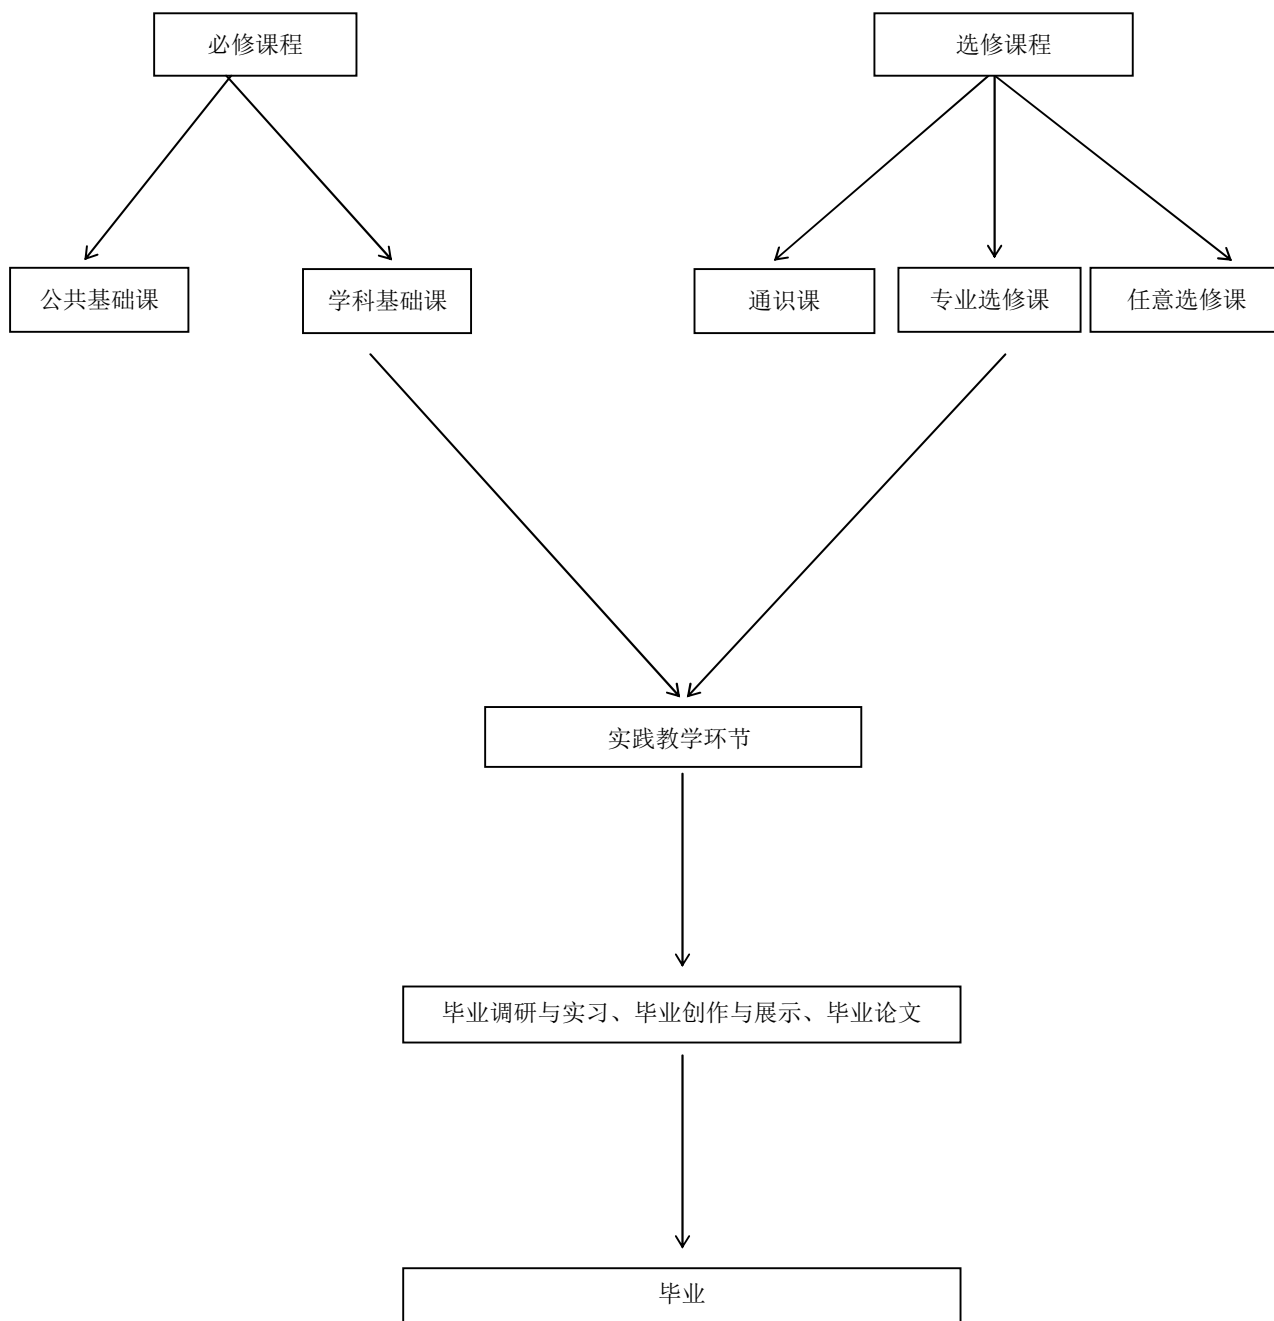 必修课程
选修课程
公共基础课
学科基础课
通识课
专业选修课
任意选修课
实践教学环节
毕业调研与实习、毕业创作与展示、毕业论文
毕业